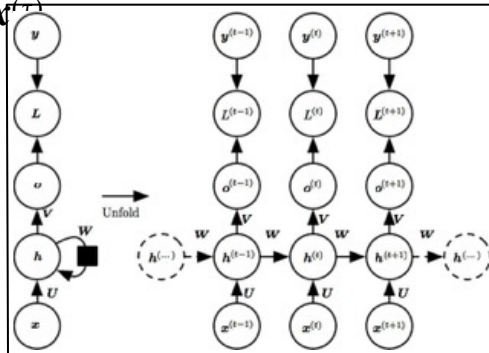 x(τ)
y y(t−1) y(t) y(t+1)
L L(t−1) L(t) L(t+1)
o o(t−1) o(t) o(t+1)
Unfold
V V V V
W W W W W
h h(...) h(t−1) h(t) h(t+1) h(...)
U U U U
x x(t−1) x(t) x(t+1)